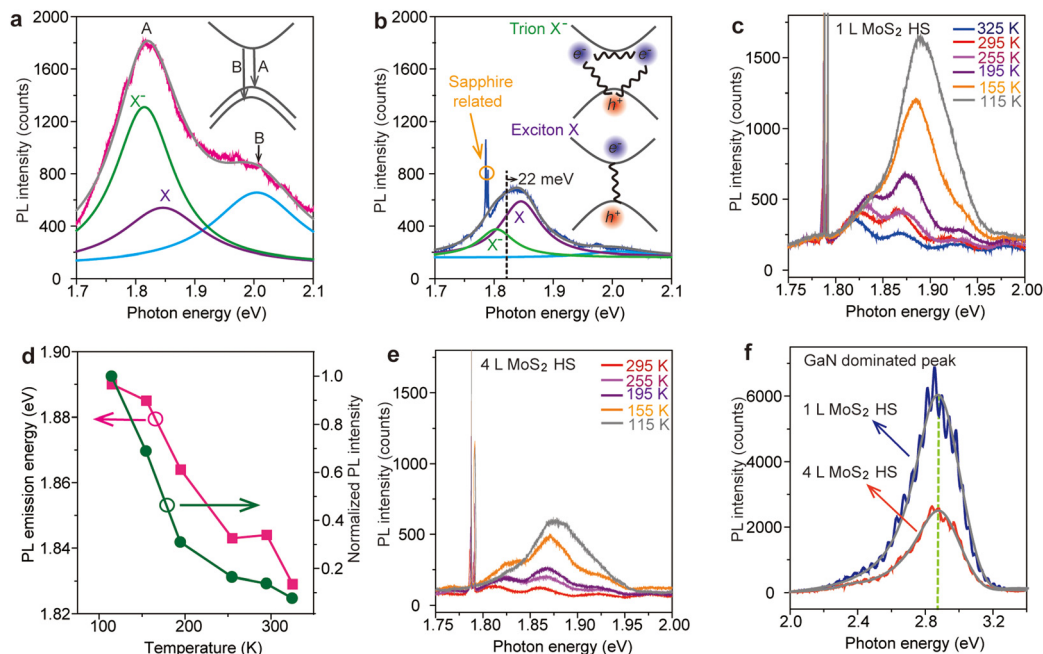 a
2000
1600
1200
800
400
0
PL intensity (counts)
A
B
A
X⁻
X
B
1.7
1.8
1.9
2.0
2.1
Photon energy (eV)
b
2000
1600
1200
800
400
0
PL intensity (counts)
Trion X⁻
e⁻
e⁻
h⁺
Sapphire
related
Exciton X
e⁻
h⁺
22 meV
X⁻
X
1.7
1.8
1.9
2.0
2.1
Photon energy (eV)
c
1500
1000
500
0
PL intensity (counts)
1 L MoS₂ HS
325 K
295 K
255 K
195 K
155 K
115 K
1.75
1.80
1.85
1.90
1.95
2.00
Photon energy (eV)
d
1.90
1.88
1.86
1.84
1.82
PL emission energy (eV)
1.0
0.8
0.6
0.4
0.2
Normalized PL intensity
100
200
300
Temperature (K)
e
1500
1000
500
0
PL intensity (counts)
4 L MoS₂ HS
295 K
255 K
195 K
155 K
115 K
1.75
1.80
1.85
1.90
1.95
2.00
Photon energy (eV)
f
GaN dominated peak
6000
4000
2000
0
PL intensity (counts)
1 L MoS₂ HS
4 L MoS₂ HS
2.0
2.4
2.8
3.2
Photon energy (eV)